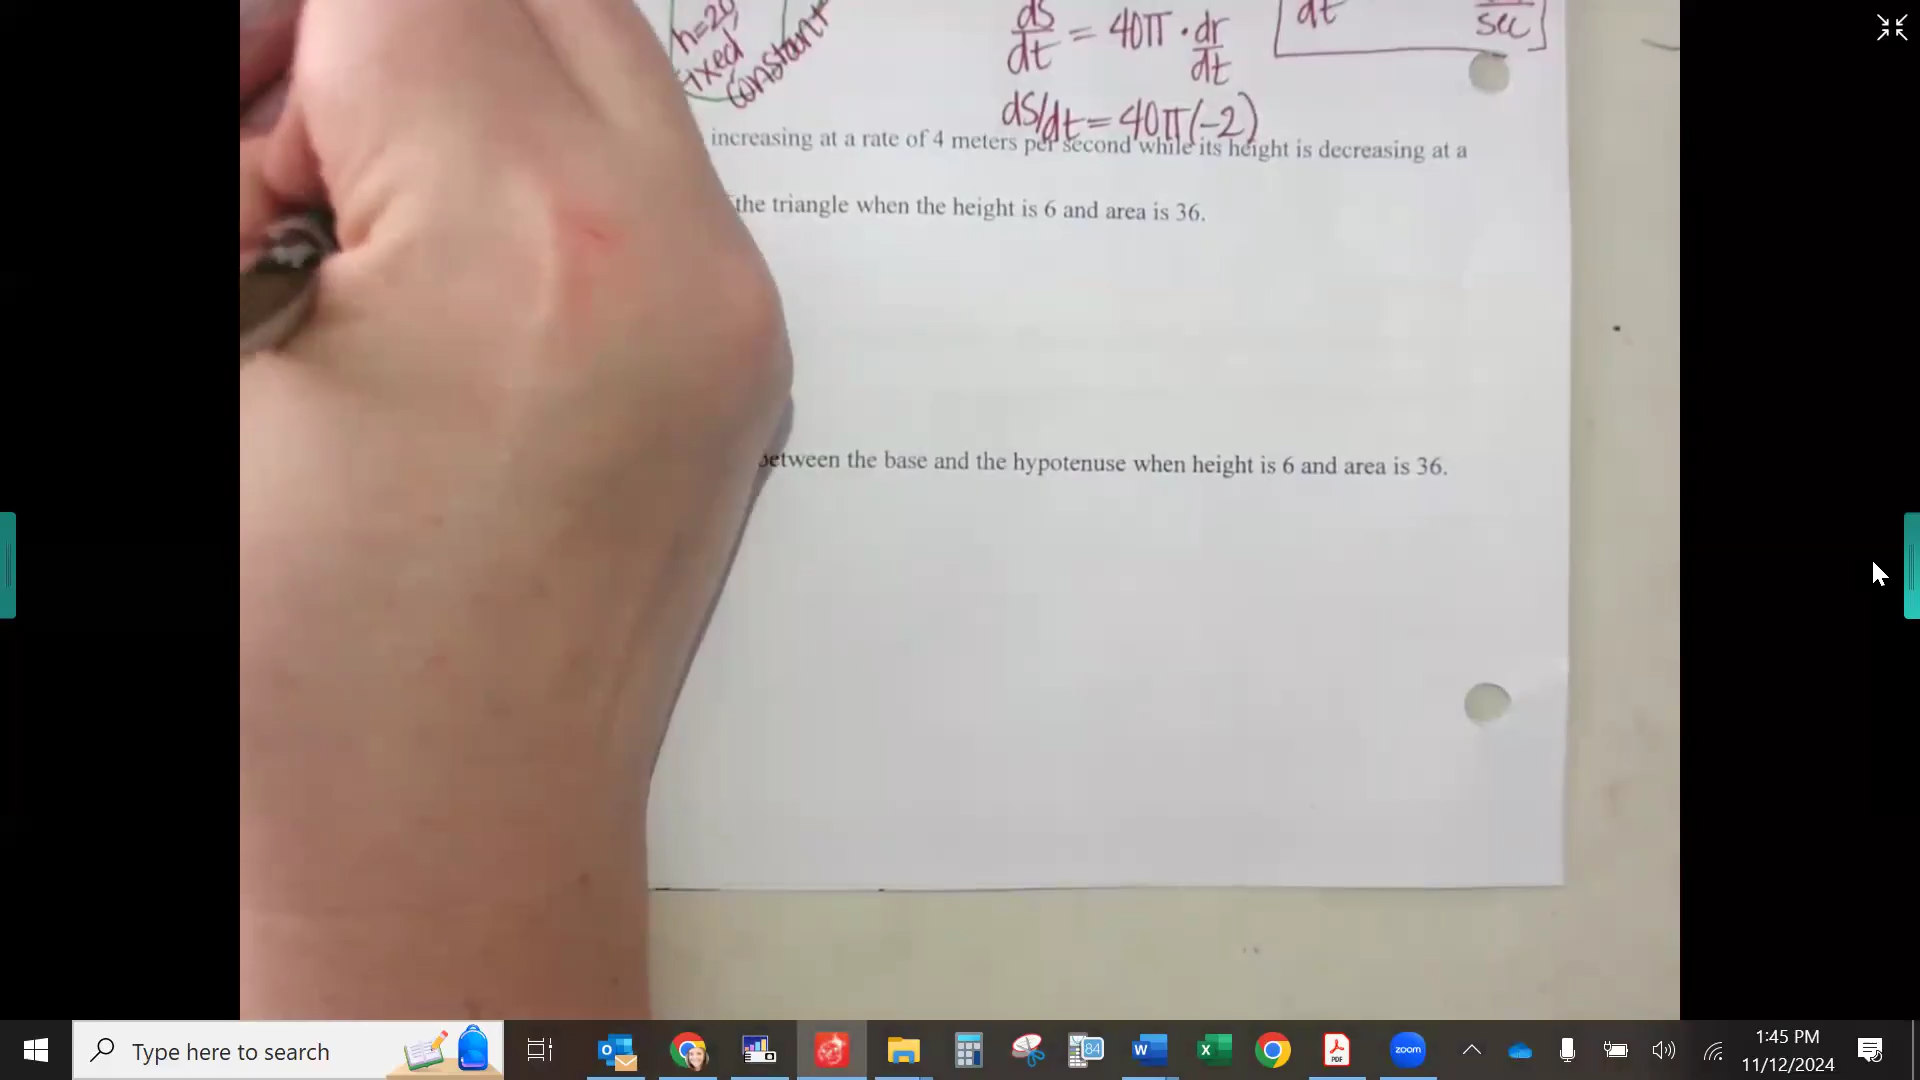 h=20,
fixed
constant
dS/dt = 40π · dr/dt
dt
sec
dS/dt = 40π(-2)
increasing at a rate of 4 meters per second while its height is decreasing at a
the triangle when the height is 6 and area is 36.
between the base and the hypotenuse when height is 6 and area is 36.
Type here to search
84
zoom
1:45 PM
11/12/2024